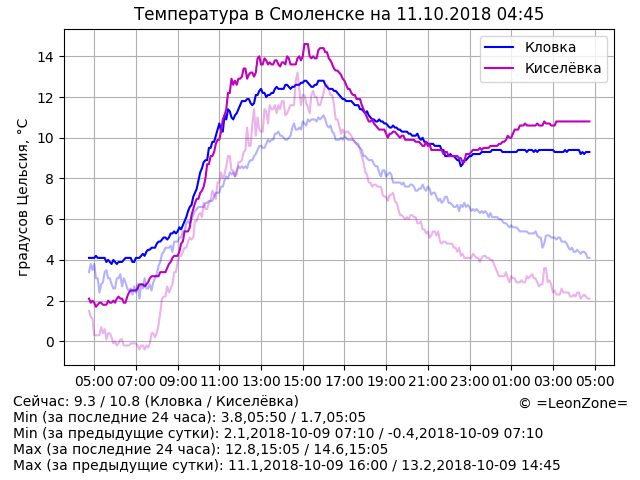 Температура в Смоленске на 11.10.2018 04:45
Кловка
Киселёвка
градусов Цельсия, °C
14
12
10
8
6
4
2
0
05:00 07:00 09:00 11:00 13:00 15:00 17:00 19:00 21:00 23:00 01:00 03:00 05:00
Сейчас: 9.3 / 10.8 (Кловка / Киселёвка)
© =LeonZone=
Min (за последние 24 часа): 3.8,05:50 / 1.7,05:05
Min (за предыдущие сутки): 2.1,2018-10-09 07:10 / -0.4,2018-10-09 07:10
Max (за последние 24 часа): 12.8,15:05 / 14.6,15:05
Max (за предыдущие сутки): 11.1,2018-10-09 16:00 / 13.2,2018-10-09 14:45